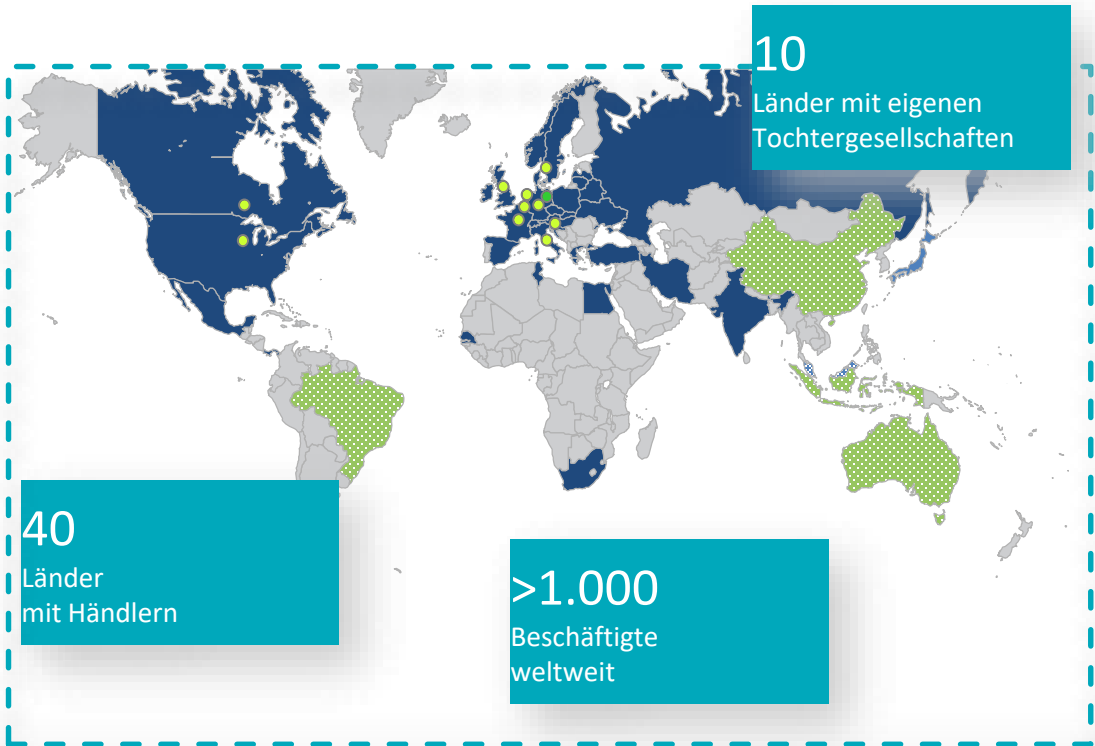 10
Länder mit eigenen
Tochtergesellschaften
40
Länder
mit Händlern
>1.000
Beschäftigte
weltweit